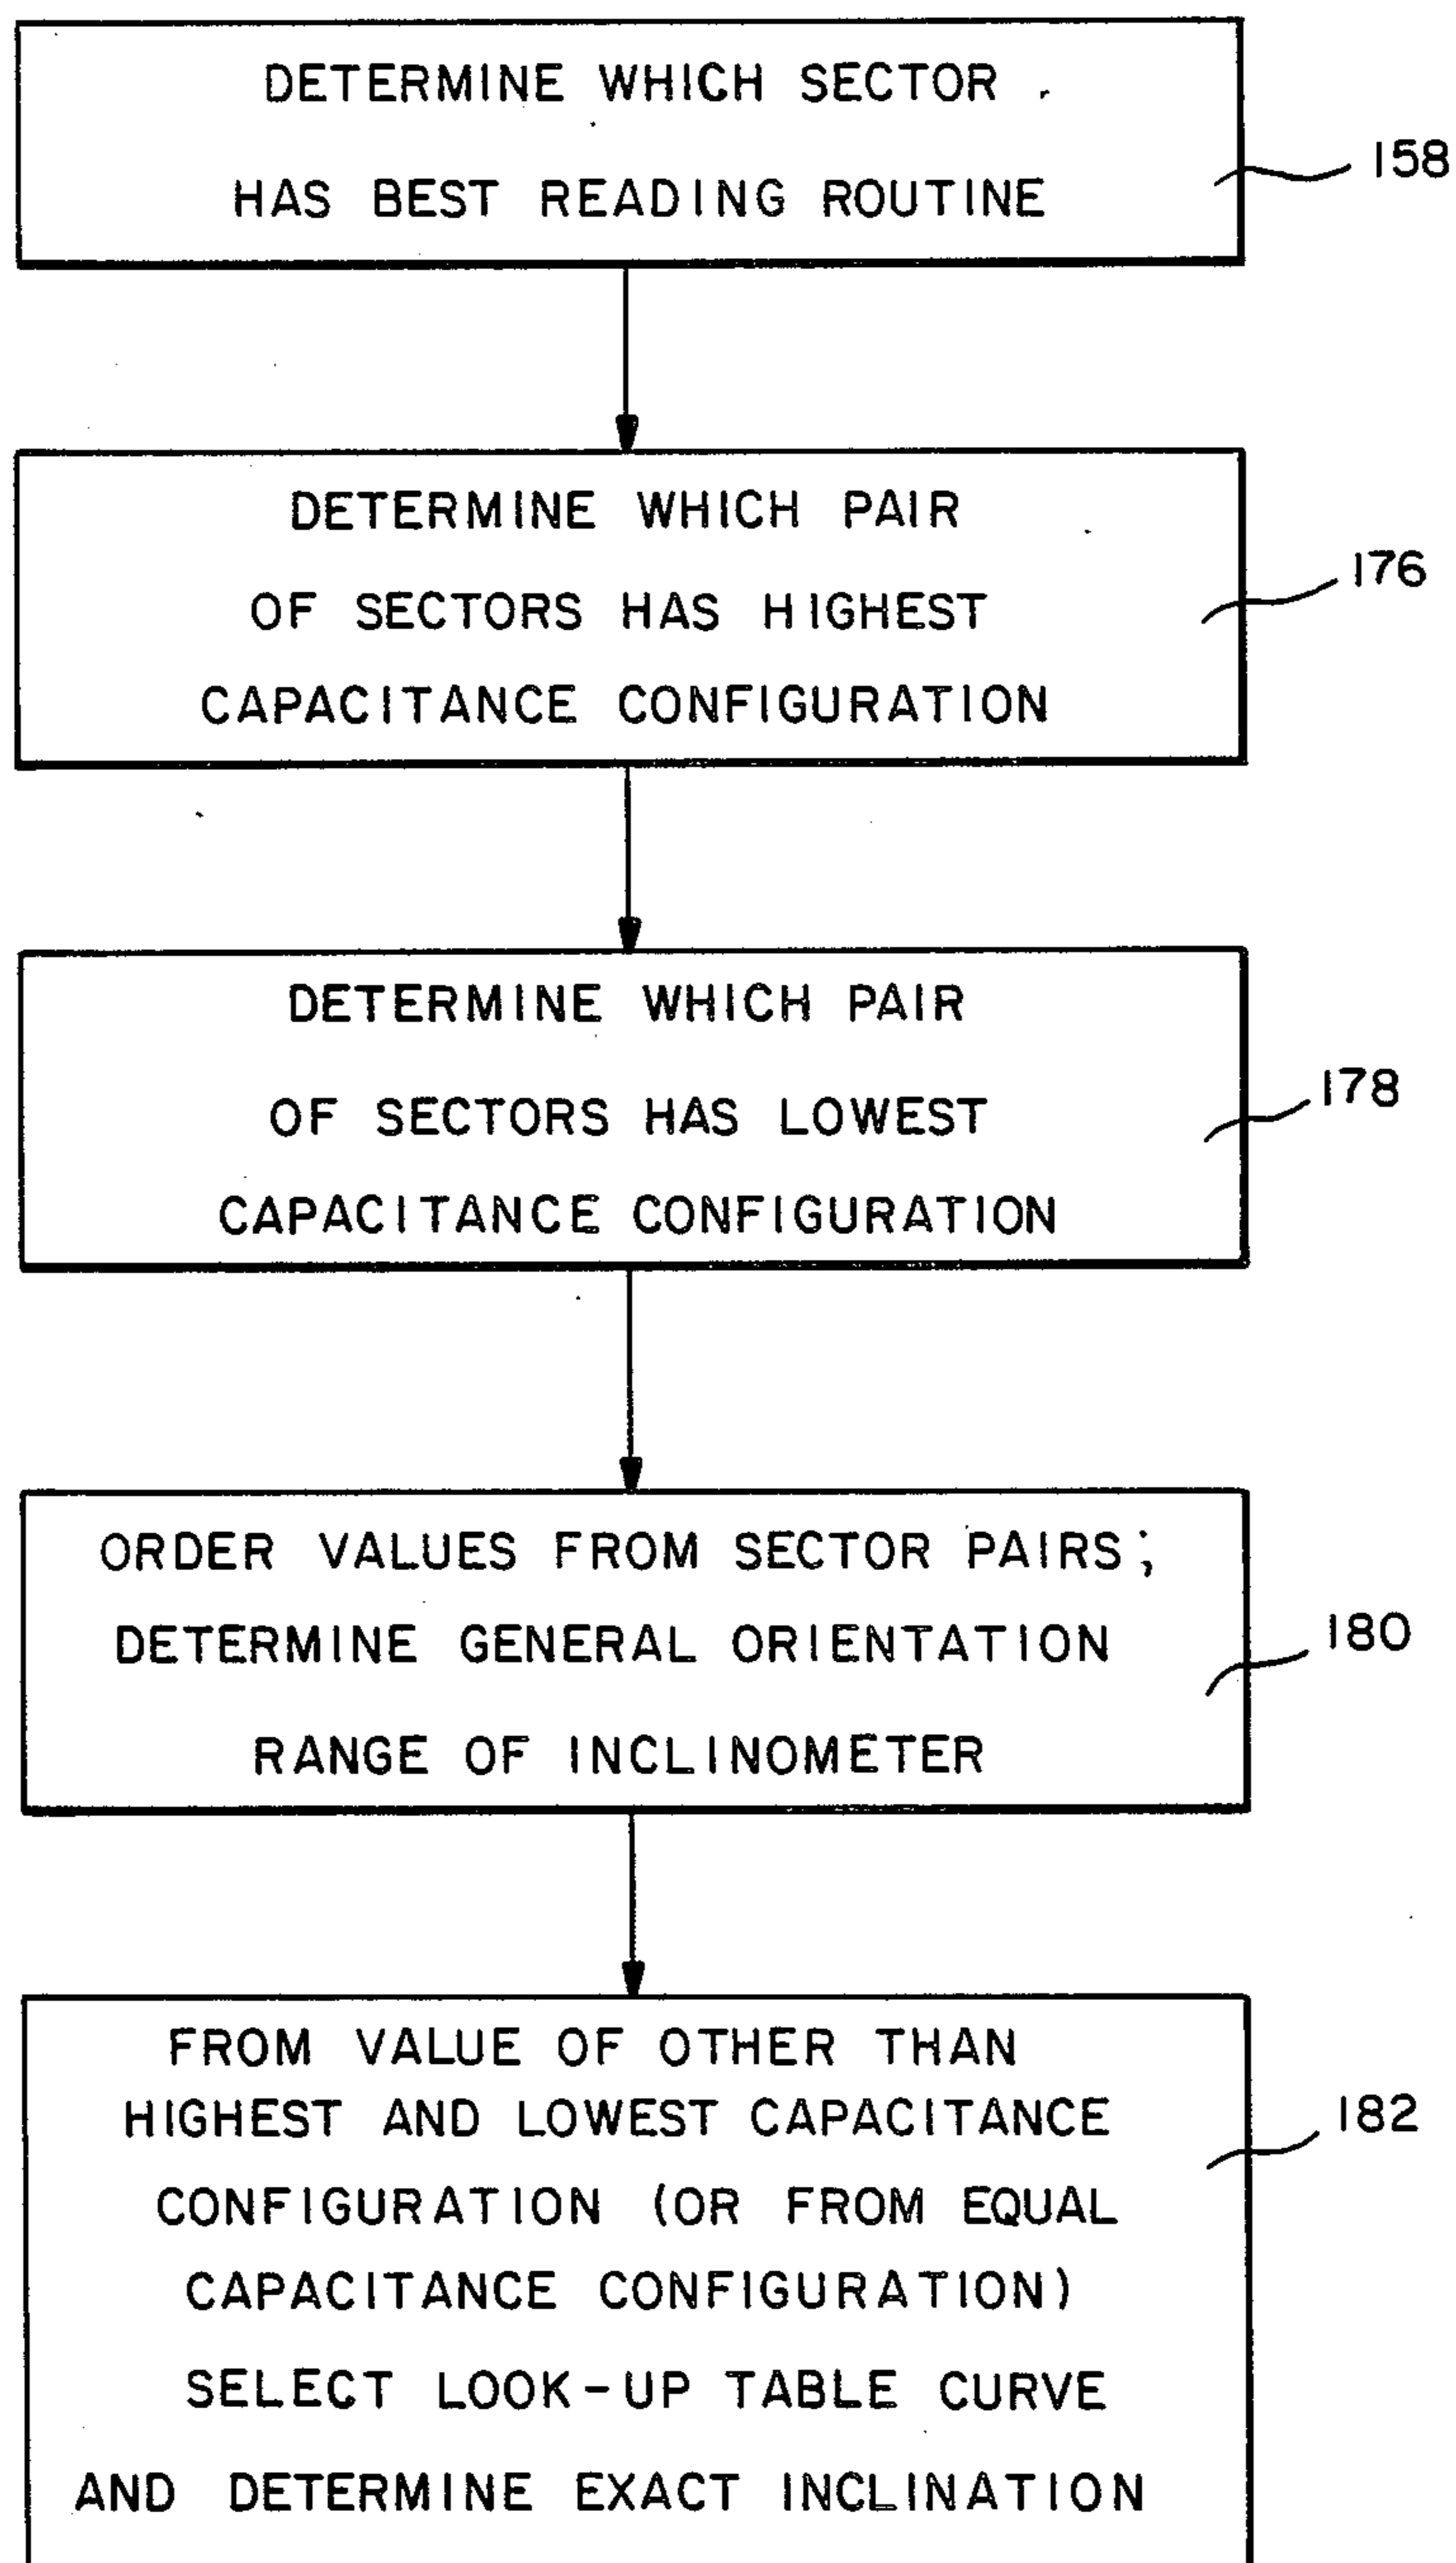 DETERMINE WHICH SECTOR
HAS BEST READING ROUTINE
158
DETERMINE WHICH PAIR
OF SECTORS HAS HIGHEST
CAPACITANCE CONFIGURATION
176
DETERMINE WHICH PAIR
OF SECTORS HAS LOWEST
CAPACITANCE CONFIGURATION
178
ORDER VALUES FROM SECTOR PAIRS;
DETERMINE GENERAL ORIENTATION
RANGE OF INCLINOMETER
180
FROM VALUE OF OTHER THAN
HIGHEST AND LOWEST CAPACITANCE
CONFIGURATION (OR FROM EQUAL
CAPACITANCE CONFIGURATION)
SELECT LOOK-UP TABLE CURVE
AND DETERMINE EXACT INCLINATION
182